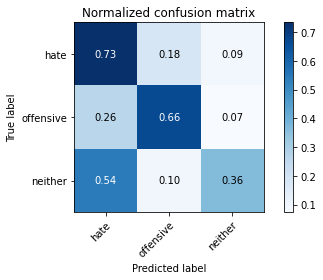 Normalized confusion matrix
True label
hate 0.73 0.18 0.09
offensive 0.26 0.66 0.07
neither 0.54 0.10 0.36
hate offensive neither
Predicted label
0.7
0.6
0.5
0.4
0.3
0.2
0.1